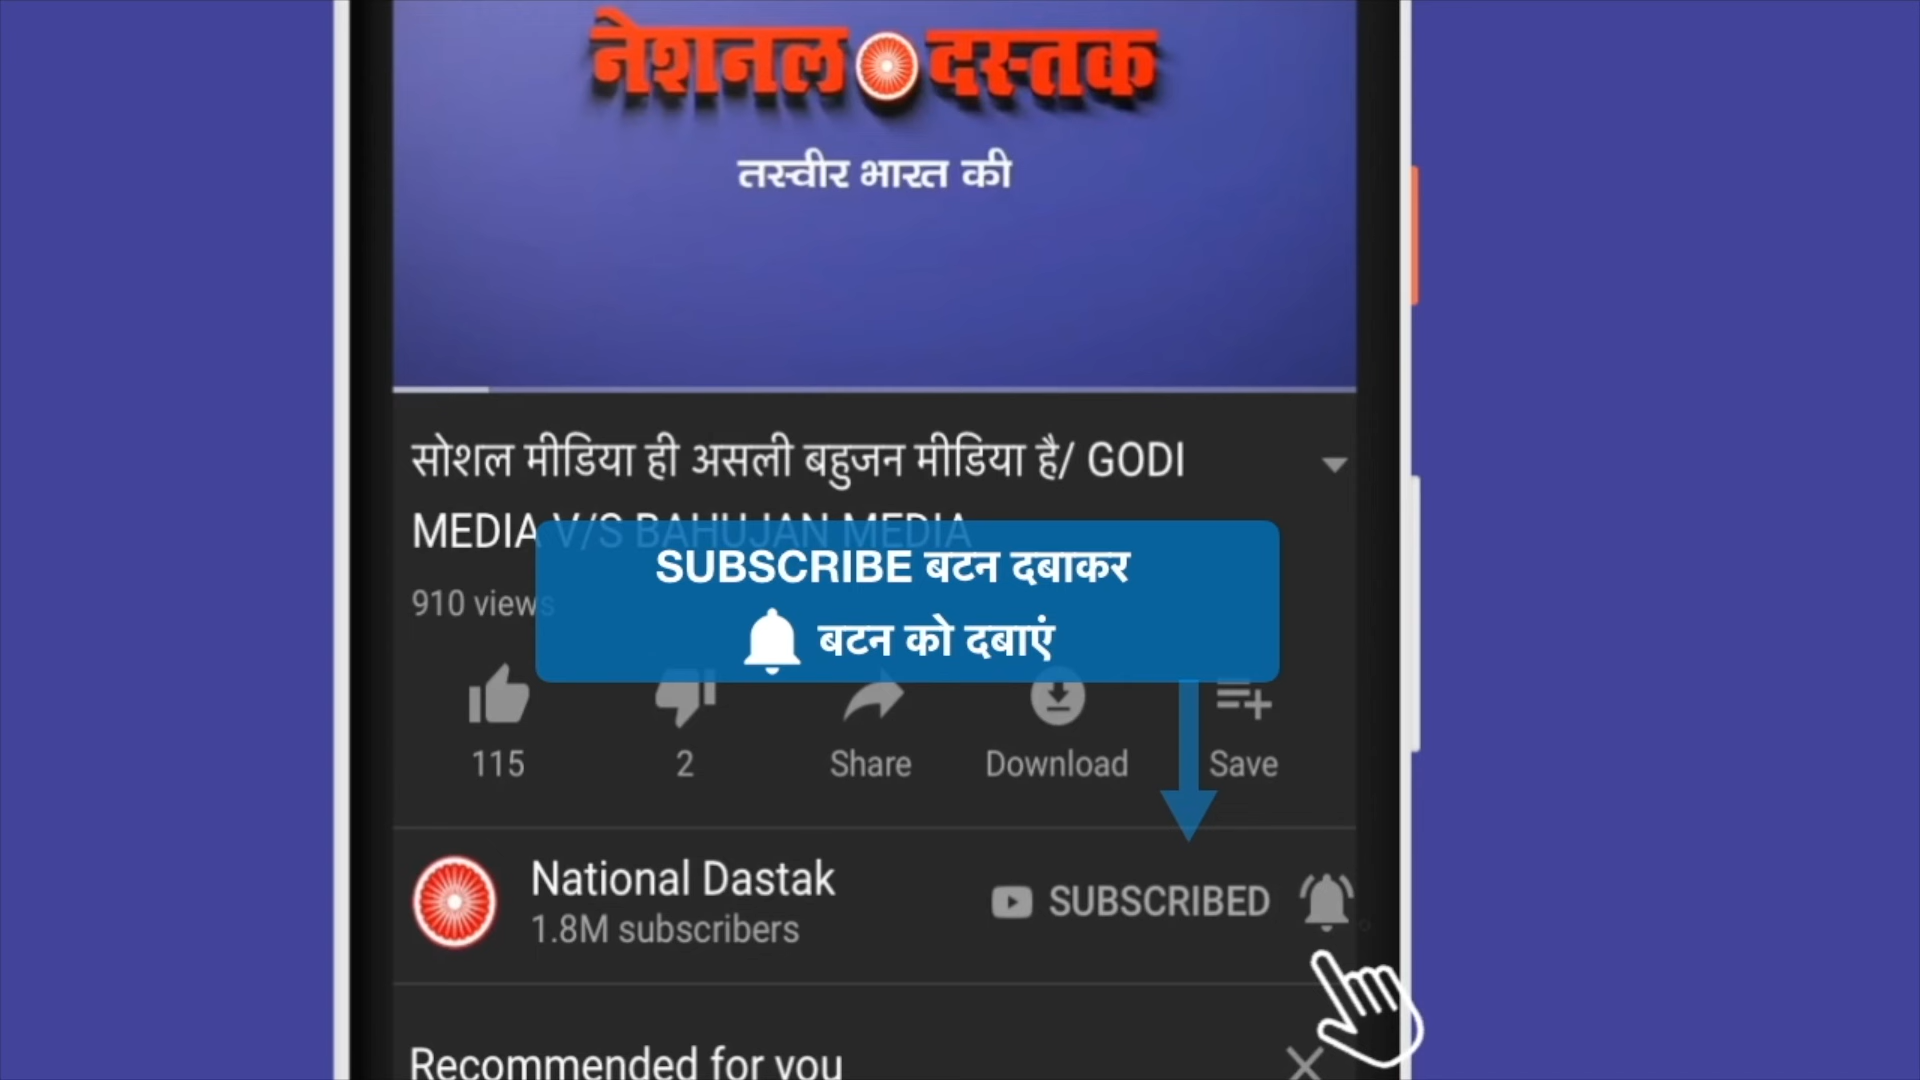 नेशनल दस्तक
तस्वीर भारत की
सोशल मीडिया ही असली बहुजन मीडिया है/ GODI
MEDIA V/S BAHUJAN MEDIA
SUBSCRIBE बटन दबाकर
910 views
बटन को दबाएं
115
2
Share
Download
Save
National Dastak
SUBSCRIBED
1.8M subscribers
Recommended for you